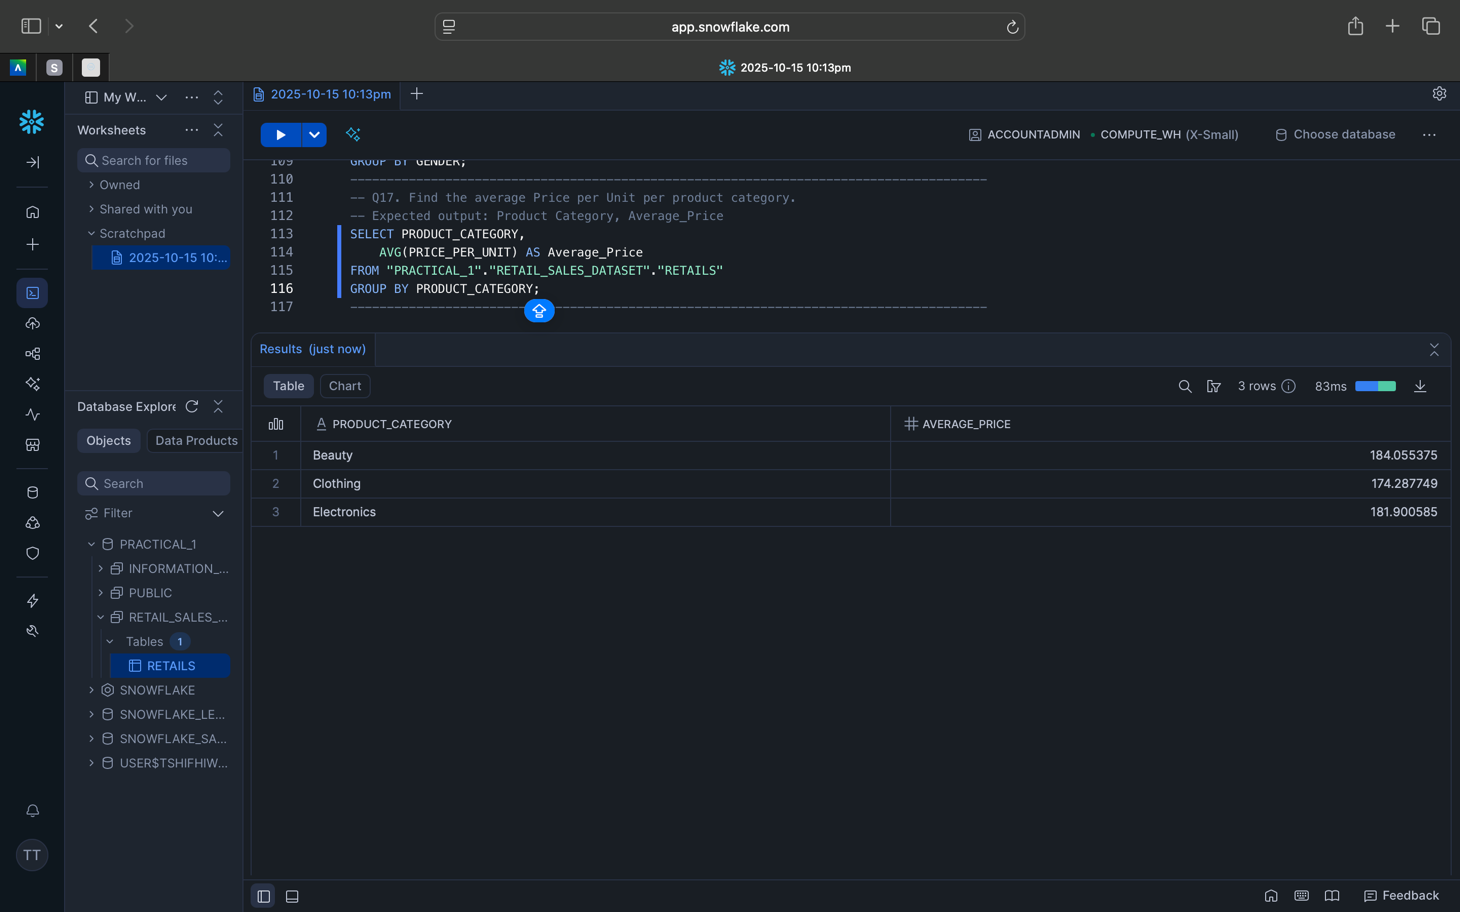 app.snowflake.com
S
2025-10-15 10:13pm
My W...
2025-10-15 10:13pm
Worksheets
Search for files
Owned
Shared with you
Scratchpad
2025-10-15 10:...
ACCOUNTADMIN
COMPUTE_WH (X-Small)
Choose database
109 GROUP BY GENDER;
110 ---------------------------------------------------------------------------------------
111 -- Q17. Find the average Price per Unit per product category.
112 -- Expected output: Product Category, Average_Price
113 SELECT PRODUCT_CATEGORY,
114 AVG(PRICE_PER_UNIT) AS Average_Price
115 FROM "PRACTICAL_1"."RETAIL_SALES_DATASET"."RETAILS"
116 GROUP BY PRODUCT_CATEGORY;
117 ---------------------------------------------------------------------------------------
Results (just now)
Table Chart
3 rows
83ms
A PRODUCT_CATEGORY # AVERAGE_PRICE
1 Beauty 184.055375
2 Clothing 174.287749
3 Electronics 181.900585
Database Explore
Objects Data Products
Search
Filter
PRACTICAL_1
INFORMATION_...
PUBLIC
RETAIL_SALES_...
Tables 1
RETAILS
SNOWFLAKE
SNOWFLAKE_LE...
SNOWFLAKE_SA...
USER$TSHIFHIW...
TT
Feedback